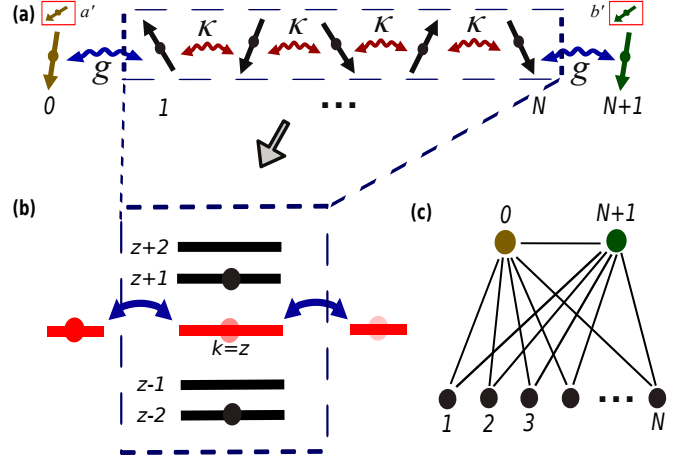 (a) a' κ κ κ κ b'
g g
0 1 ... N N+1
(b) (c)
0 N+1
z+2
z+1
k=z
z-1
z-2
1 2 3 ... N